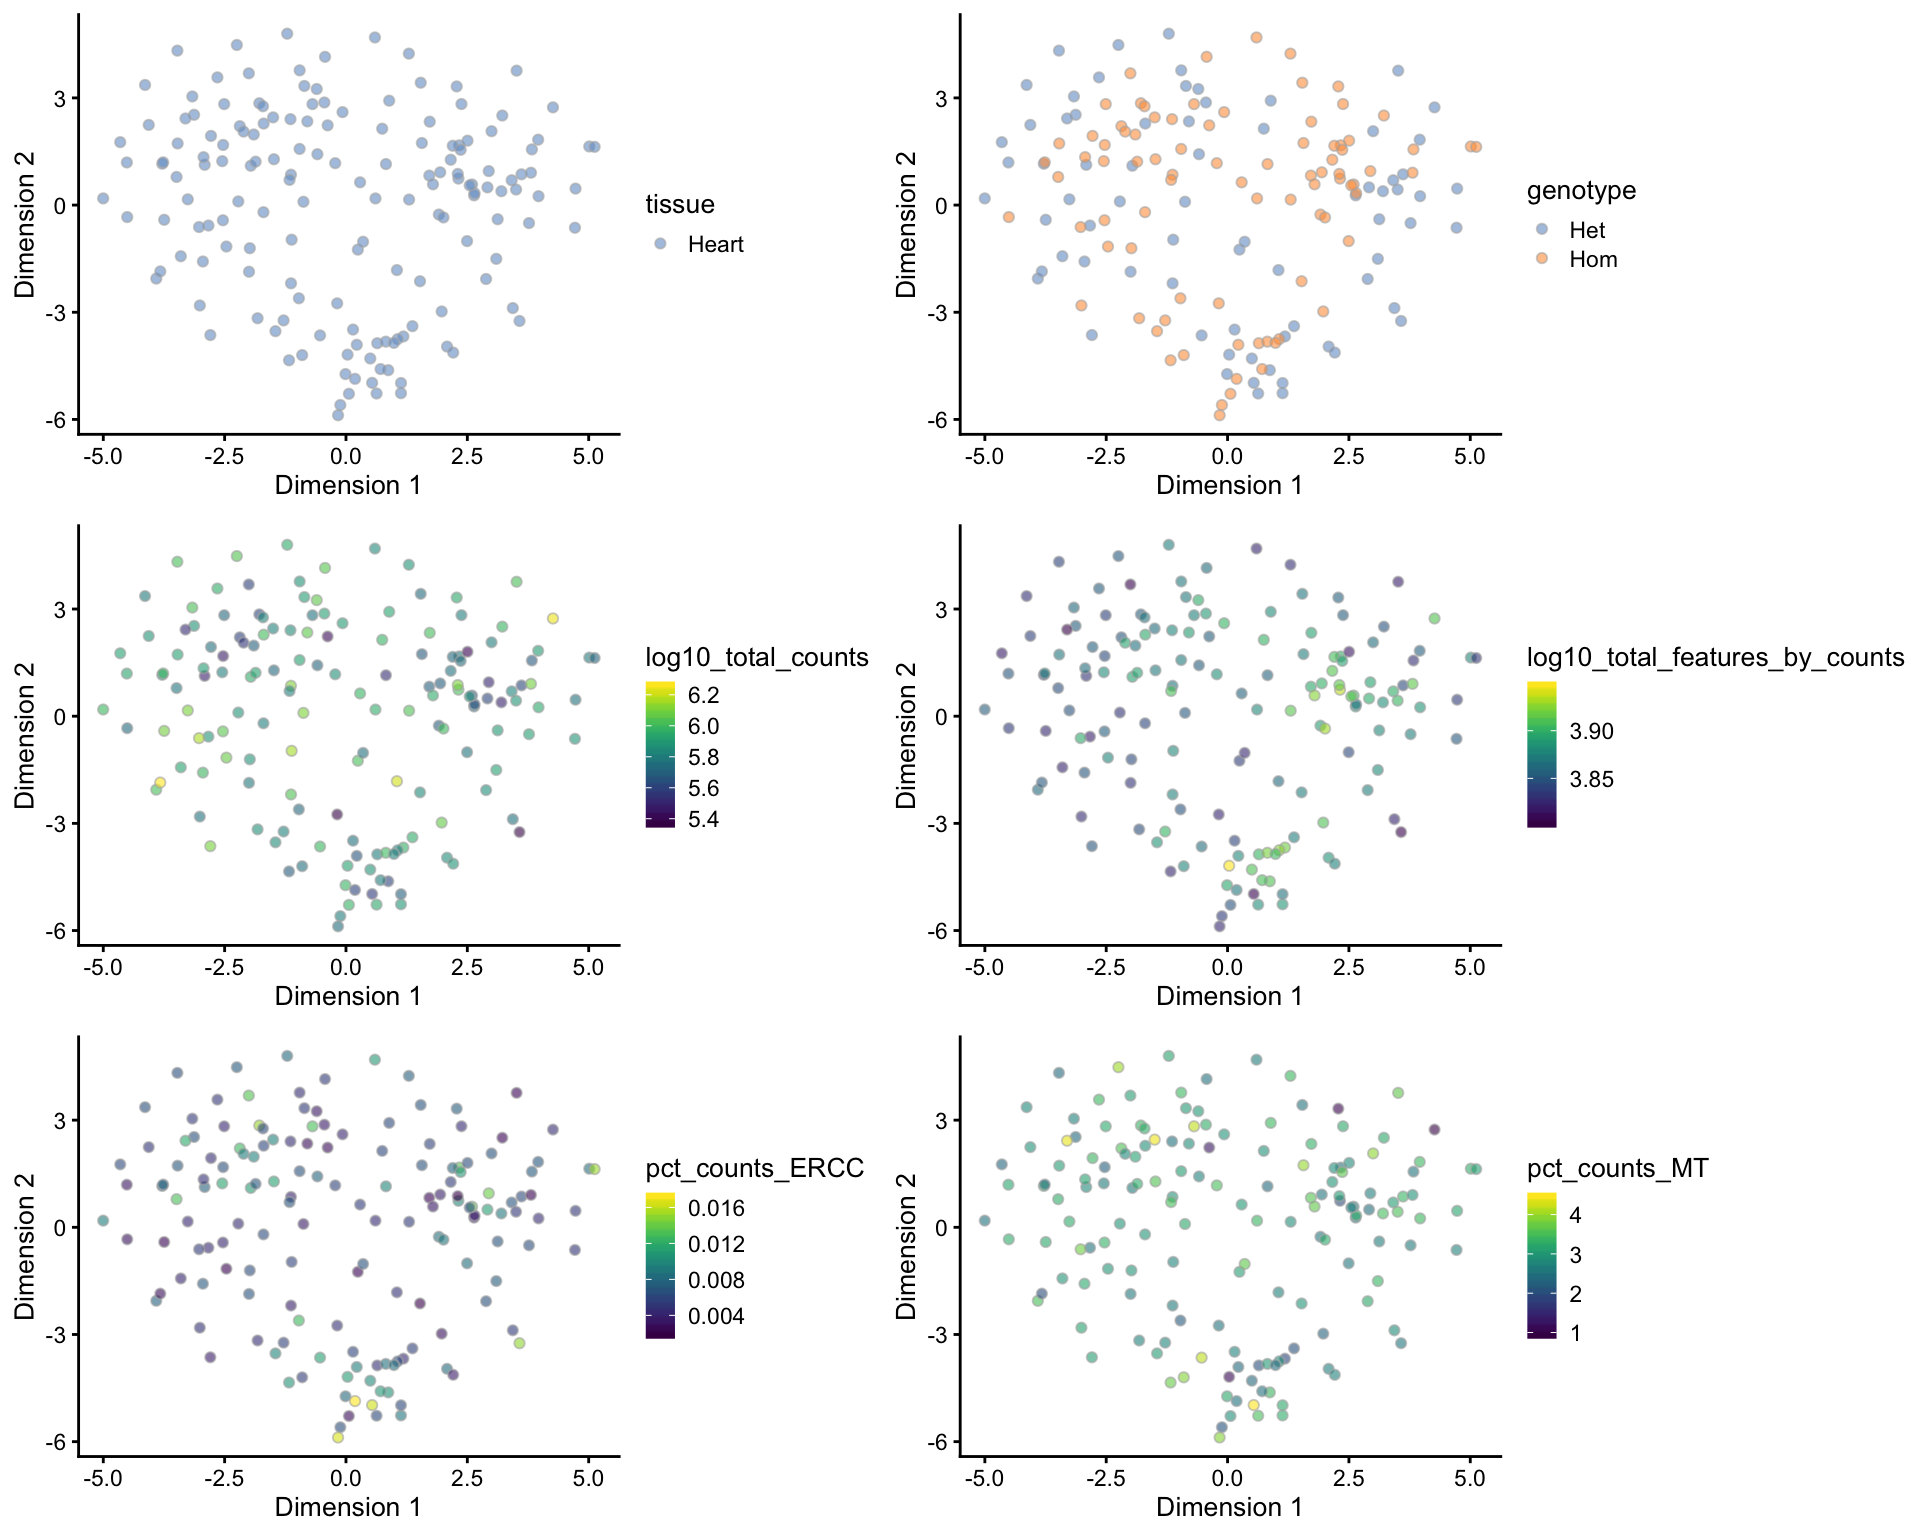 3
0
-3
-6
Dimension 2
-5.0 -2.5 0.0 2.5 5.0
Dimension 1
tissue
Heart
3
0
-3
-6
Dimension 2
-5.0 -2.5 0.0 2.5 5.0
Dimension 1
genotype
Het
Hom
3
0
-3
-6
Dimension 2
-5.0 -2.5 0.0 2.5 5.0
Dimension 1
log10_total_counts
6.2
6.0
5.8
5.6
5.4
3
0
-3
-6
Dimension 2
-5.0 -2.5 0.0 2.5 5.0
Dimension 1
log10_total_features_by_counts
3.90
3.85
3
0
-3
-6
Dimension 2
-5.0 -2.5 0.0 2.5 5.0
Dimension 1
pct_counts_ERCC
0.016
0.012
0.008
0.004
3
0
-3
-6
Dimension 2
-5.0 -2.5 0.0 2.5 5.0
Dimension 1
pct_counts_MT
4
3
2
1